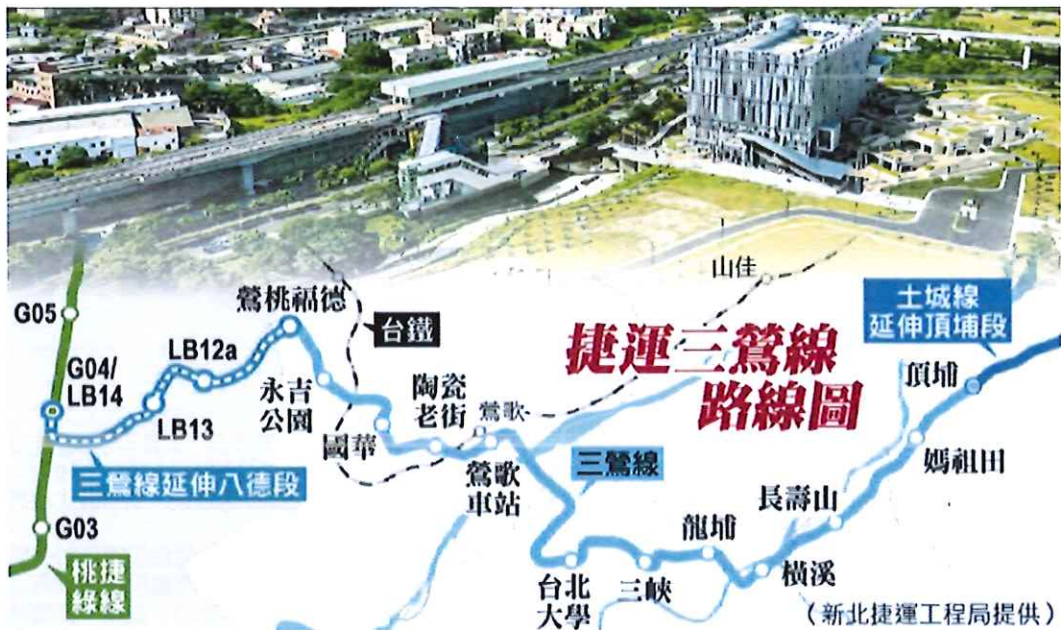 山佳
土城線
延伸頂埔段
鶯桃福德
台鐵
捷運三鶯線
路線圖
G05
LB12a
G04/
LB14
永吉
公園
陶瓷
老街
鶯歌
頂埔
LB13
國華
三鶯線
媽祖田
三鶯線延伸八德段
鶯歌
車站
長壽山
龍埔
G03
橫溪
台北
大學
三峽
桃捷
綠線
(新北捷運工程局提供)